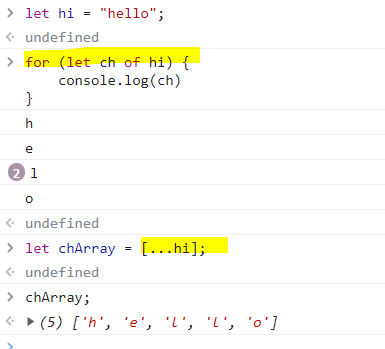 let hi = "hello";
undefined
for (let ch of hi) {
console.log(ch)
}
h
e
2 l
o
undefined
let chArray = [...hi];
undefined
chArray;
(5) ['h', 'e', 'l', 'l', 'o']